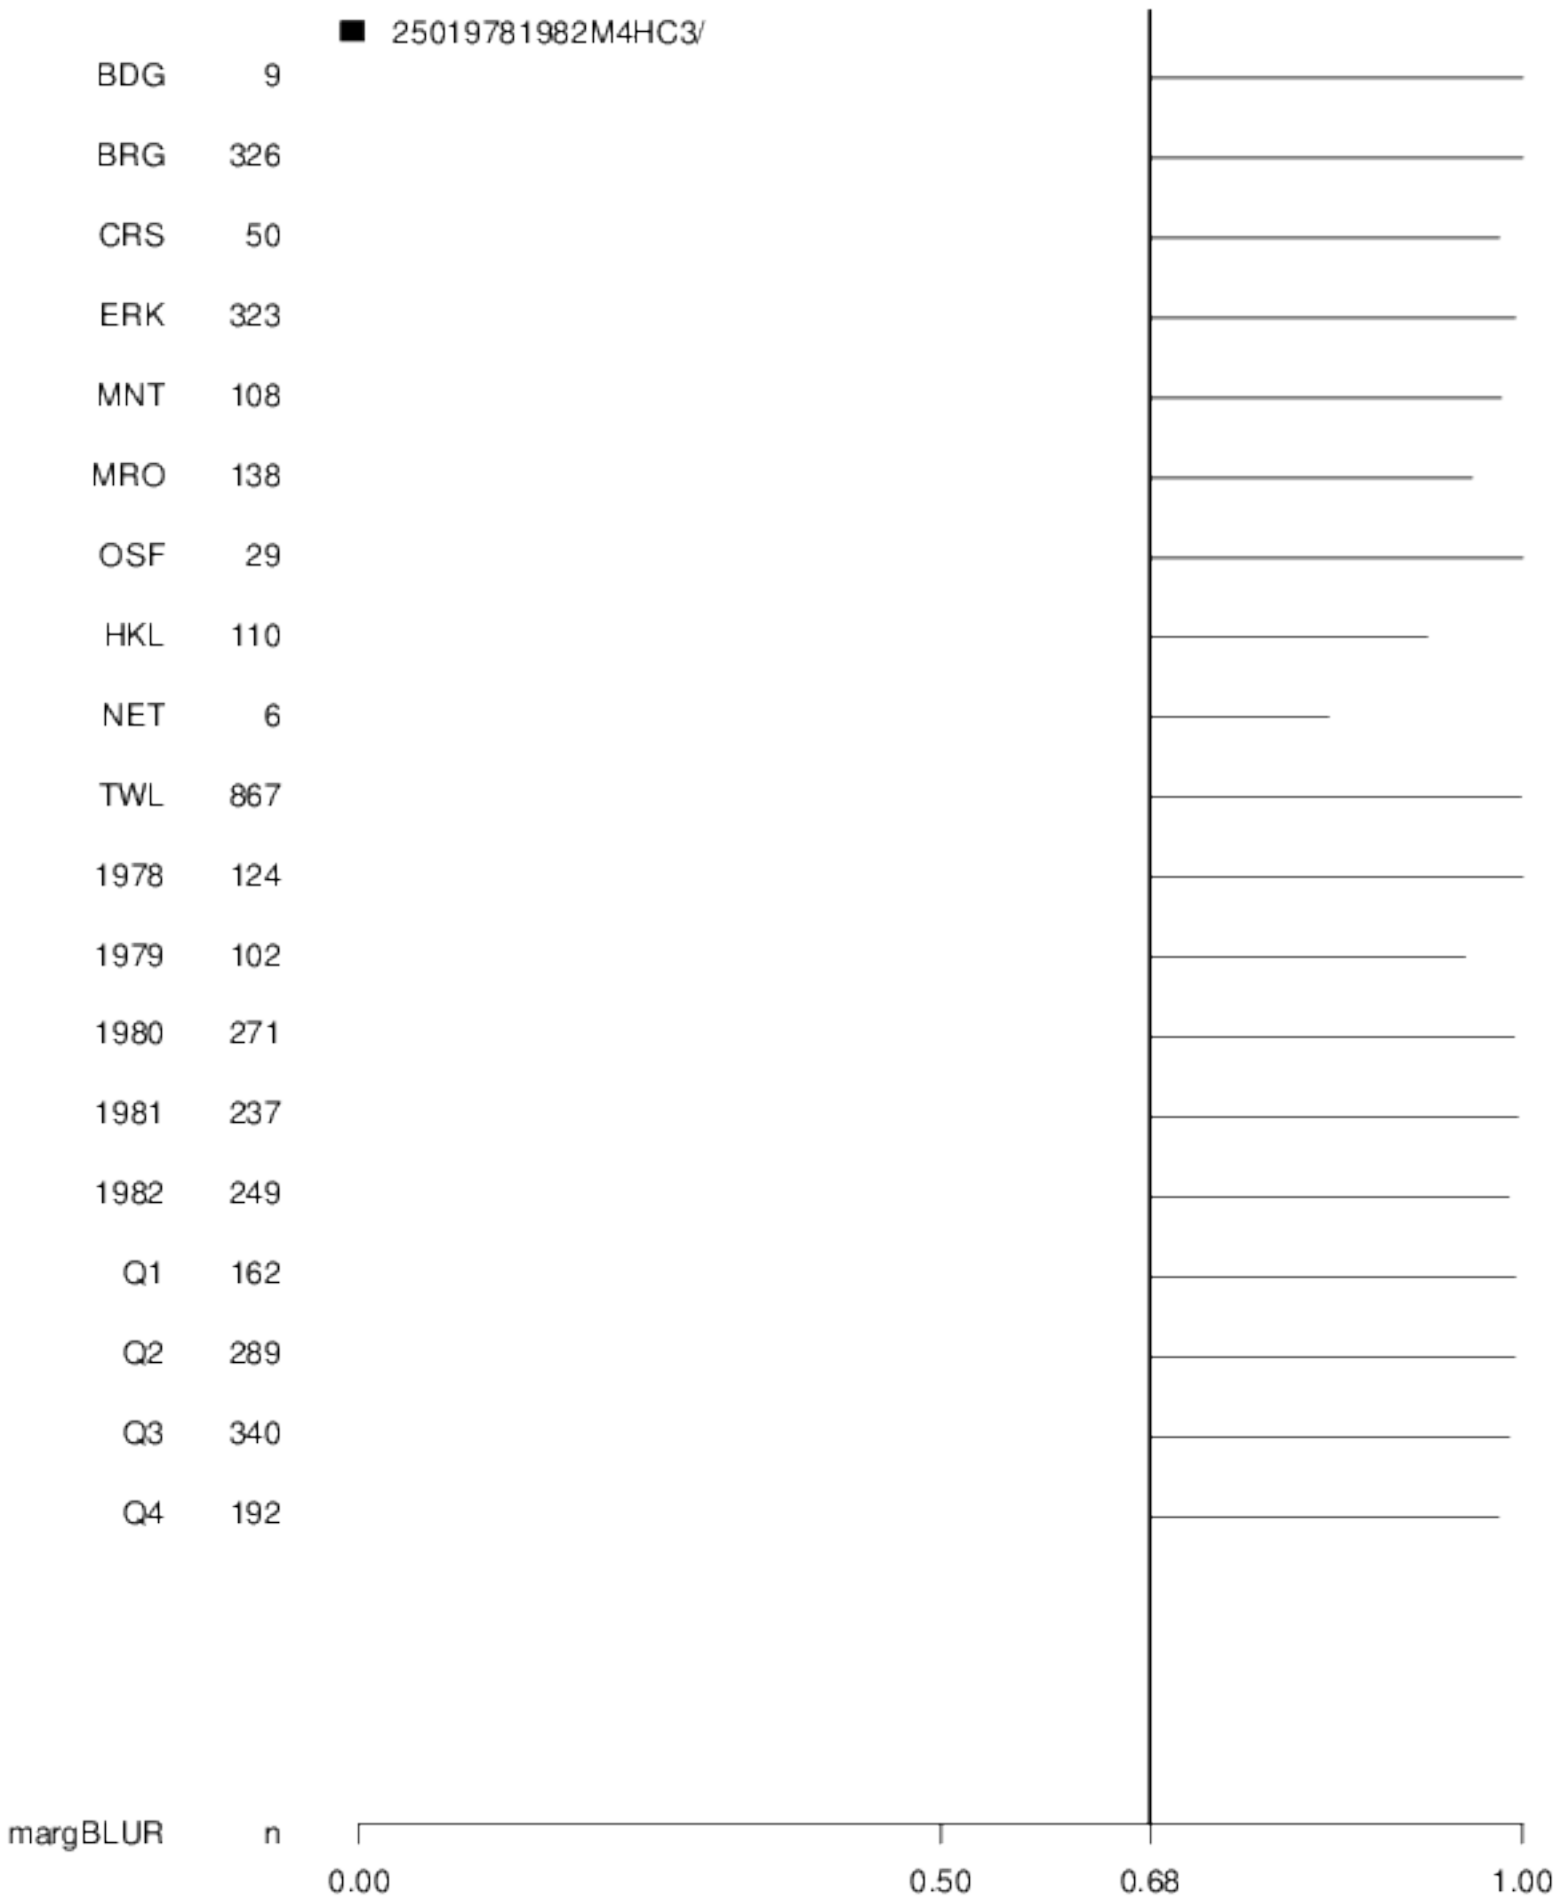 25019781982M4HC3/
BDG 9
BRG 326
CRS 50
ERK 323
MNT 108
MRO 138
OSF 29
HKL 110
NET 6
TWL 867
1978 124
1979 102
1980 271
1981 237
1982 249
Q1 162
Q2 289
Q3 340
Q4 192
margBLUR n
0.00 0.50 0.68 1.00